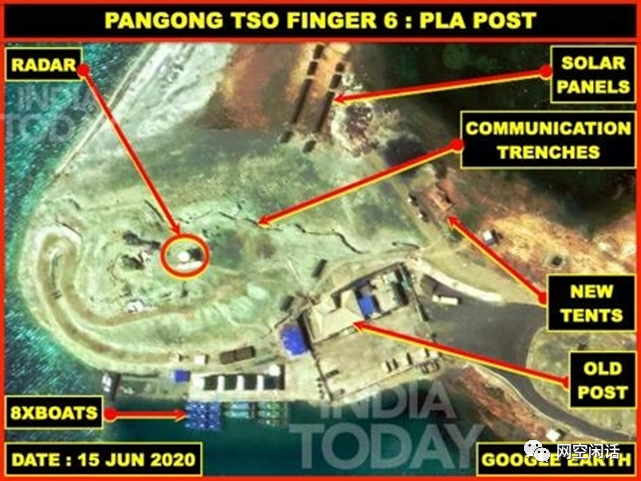 PANGONG TSO FINGER 6 : PLA POST
RADAR
SOLAR
PANELS
INDIA
TODAY
COMMUNICATION
TRENCHES
NEW
TENTS
OLD
POST
8XBOATS
INDIA
TODAY
网空闲话
DATE : 15 JUN 2020
GOOGLE EARTH